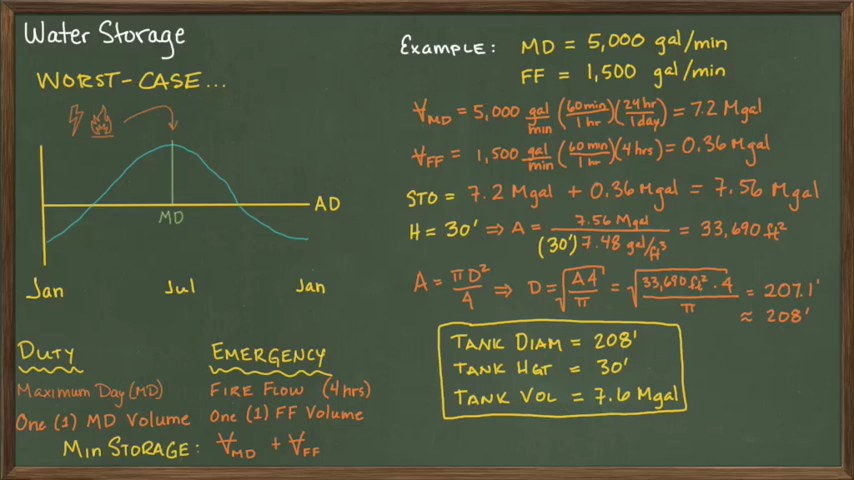 Water Storage
WORST-CASE...
AD
MD
Jan Jul Jan
DUTY
Maximum Day (MD)
One (1) MD Volume
EMERGENCY
FIRE FLOW (4 hrs)
One (1) FF Volume
MIN STORAGE: V_MD + V_FF
Example: MD = 5,000 gal/min
FF = 1,500 gal/min
V_MD = 5,000 gal/min (60 min/1 hr)(24 hr/1 day) = 7.2 Mgal
V_FF = 1,500 gal/min (60 min/1 hr)(4 hrs) = 0.36 Mgal
STO = 7.2 Mgal + 0.36 Mgal = 7.56 Mgal
H = 30' ⇒ A = 7.56 Mgal/(30') 7.48 gal/ft³ = 33,690 ft²
A = πD²/4 ⇒ D = √(A4/π) = √(33,690 ft² · 4/π) = 207.1'
≈ 208'
TANK DIAM = 208'
TANK HGT = 30'
TANK VOL = 7.6 Mgal